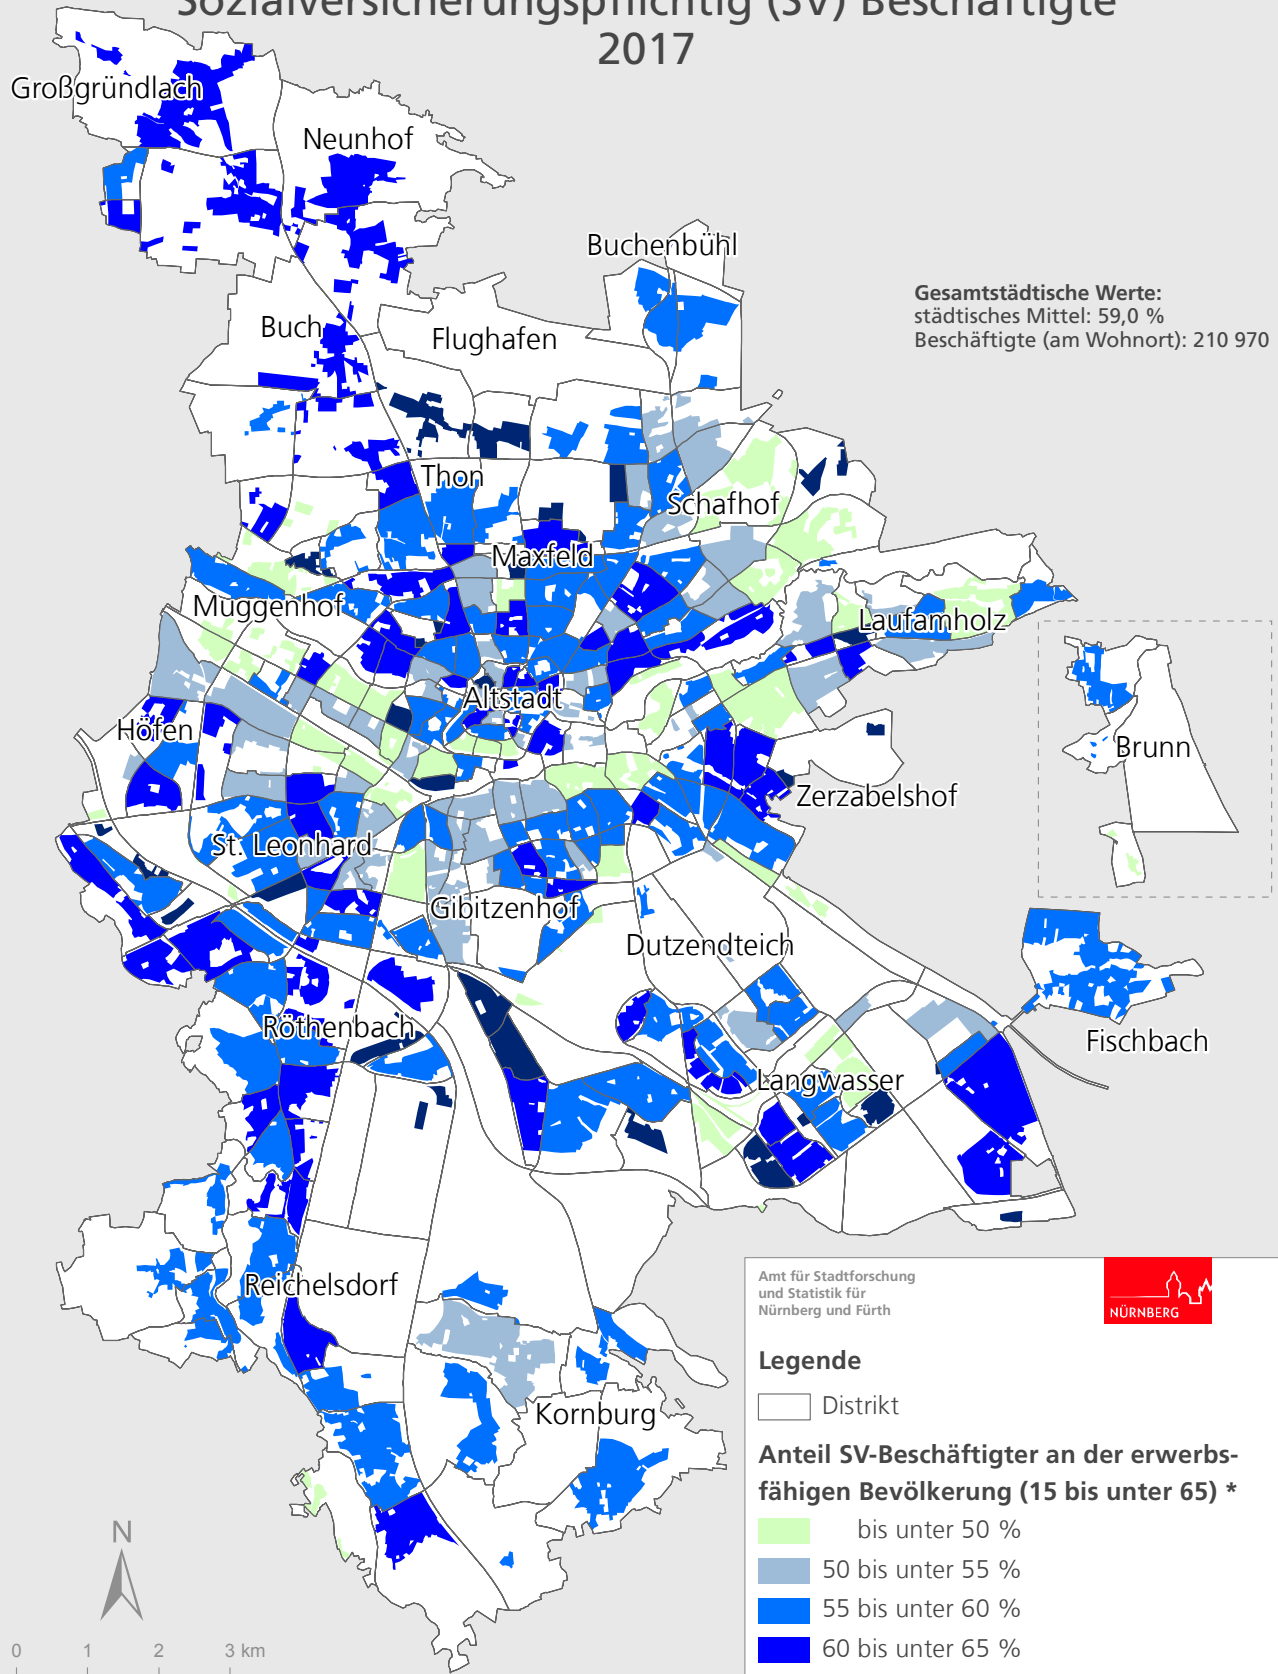 Sozialversicherungspflichtig (SV) Beschäftigte
2017
Großgründlach
Neunhof
Buchenbühl
Gesamtstädtische Werte:
städtisches Mittel: 59,0 %
Beschäftigte (am Wohnort): 210 970
Buch
Flughafen
Thon
Schafhof
Maxfeld
Muggenhof
Laufamholz
Altstadt
Höfen
Brunn
Zerzabelshof
St. Leonhard
Gibitzenhof
Dutzendteich
Röthenbach
Fischbach
Langwasser
Reichelsdorf
Kornburg
Amt für Stadtforschung
und Statistik für
Nürnberg und Fürth
NÜRNBERG
Legende
Distrikt
Anteil SV-Beschäftigter an der erwerbs-
fähigen Bevölkerung (15 bis unter 65) *
bis unter 50 %
50 bis unter 55 %
55 bis unter 60 %
60 bis unter 65 %
N
0 1 2 3 km